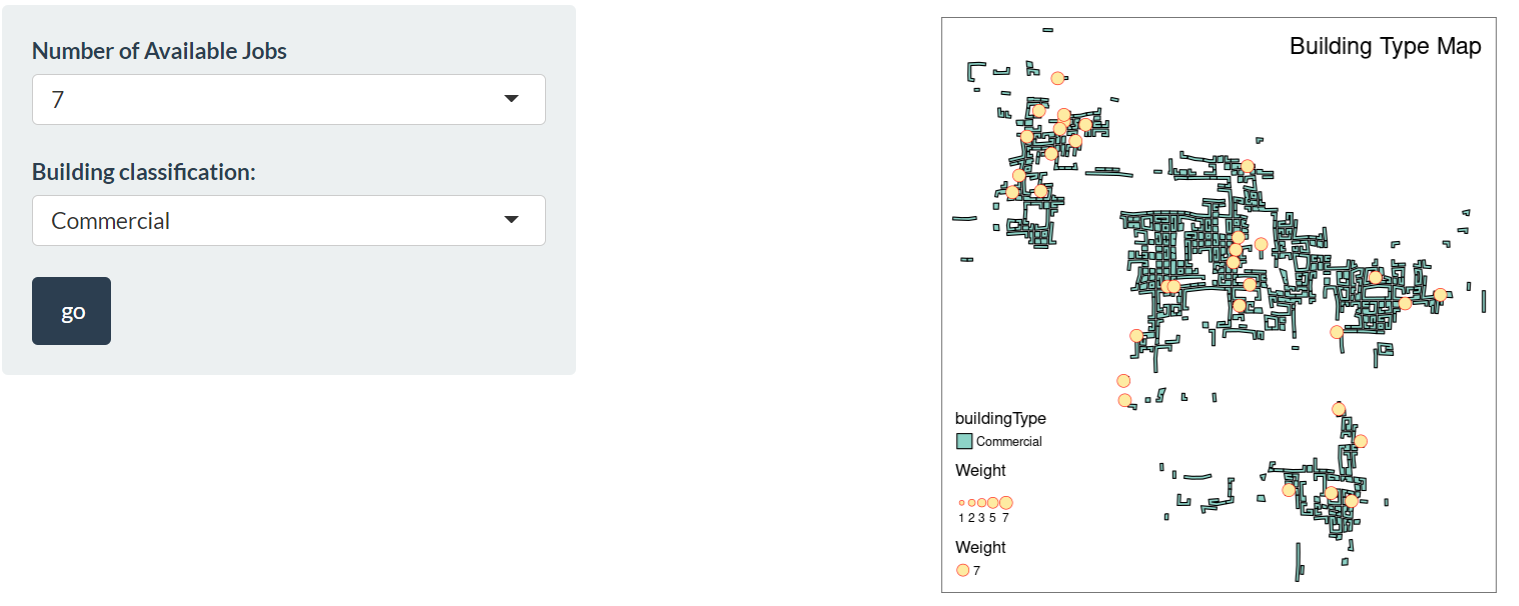 Number of Available Jobs
7
Building classification:
Commercial
go
Building Type Map
buildingType
Commercial
Weight
1 2 3 5 7
Weight
7